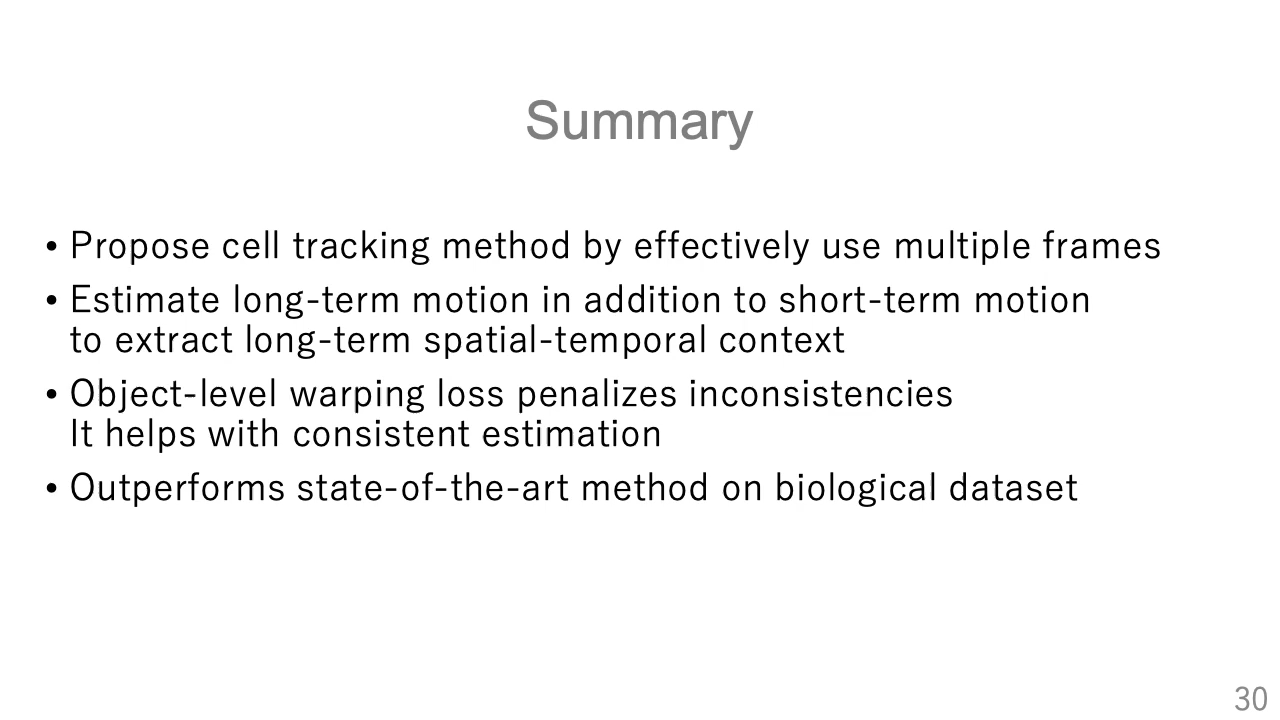 Summary
• Propose cell tracking method by effectively use multiple frames
• Estimate long-term motion in addition to short-term motion
to extract long-term spatial-temporal context
• Object-level warping loss penalizes inconsistencies
It helps with consistent estimation
• Outperforms state-of-the-art method on biological dataset
30